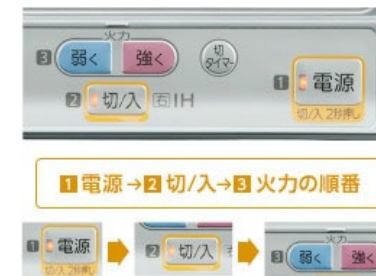 火力
3 弱く 強く
切タイマー
1 電源
切/入 2秒押し
2 切/入 右IH
1電源→2切/入→3火力の順番
1 電源
切/入 2秒押し
2 切/入
火力
3 弱く 強く